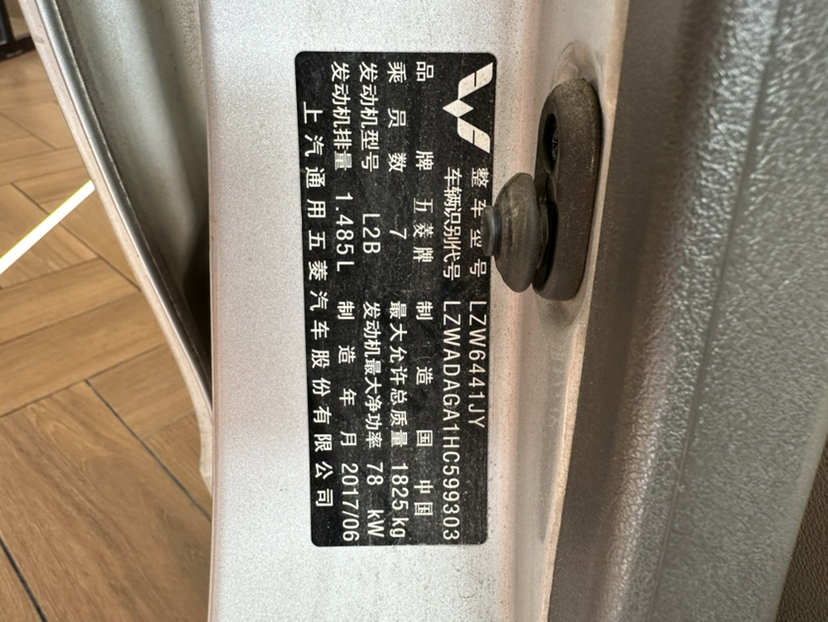 整车型号 LZW6441JY
车辆识别代号 LZWADAGA1HC599303
品牌 五菱牌 制造国 中国
乘员数 7 最大允许总质量 1825 kg
发动机型号 L2B 发动机最大净功率 78 kW
发动机排量 1.485L 制造年月 2017/06
上汽通用五菱汽车股份有限公司